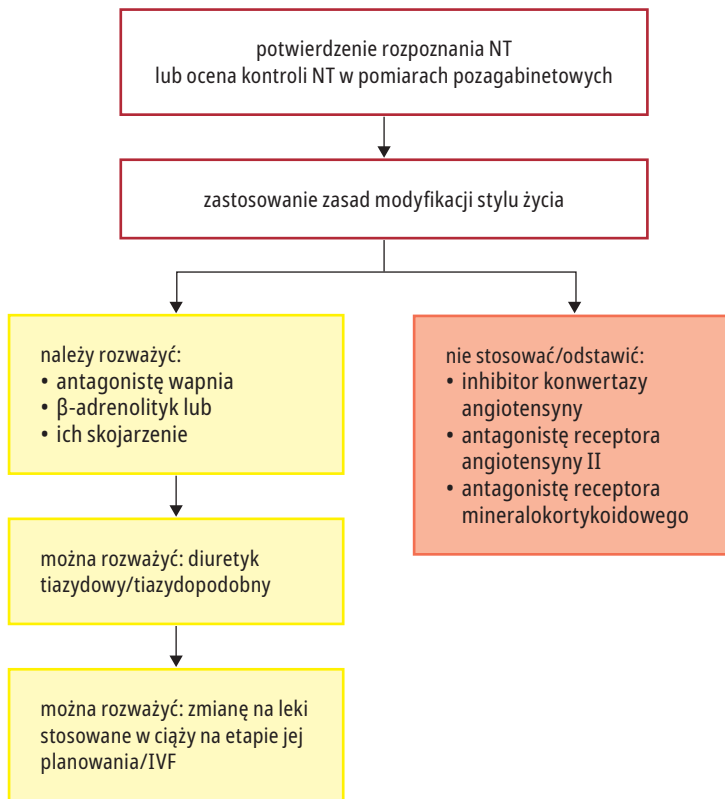 potwierdzenie rozpoznania NT
lub ocena kontroli NT w pomiarach pozagabinetowych
zastosowanie zasad modyfikacji stylu życia
należy rozważyć:
• antagonistę wapnia
• β-adrenolityk lub
• ich skojarzenie
można rozważyć: diuretyk
tiazydowy/tiazydopodobny
można rozważyć: zmianę na leki
stosowane w ciąży na etapie jej
planowania/IVF
nie stosować/odstawić:
• inhibitor konwertazy
angiotensyny
• antagonistę receptora
angiotensyny II
• antagonistę receptora
mineralokortykoidowego